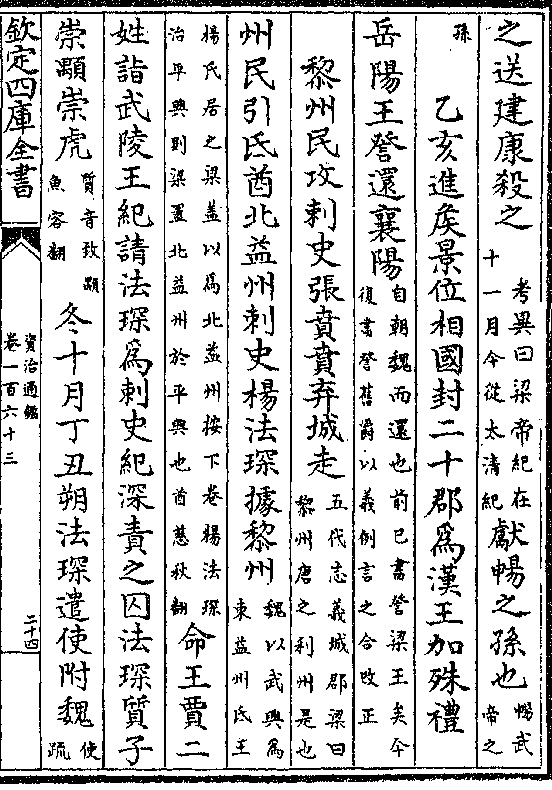 之送建康殺之考異曰梁帝紀在十一月今從太清紀獻暢之孫也暢武帝之
孫　乙亥進矦景位相國封二十郡爲漢王加殊禮
岳陽王詧還襄陽自朝魏而還也前已書詧梁王矣今復書詧舊爵以義例言之合改正
黎州民攻刺史張賁賁弃城走五代志義城郡梁曰黎州唐之利州是也
州民引氐酋北益州刺史楊法琛據黎州魏以武興爲東益州氐王
楊氏居之梁蓋以爲北益州按下卷楊法琛治平興則梁置北益州於平興也酋慈秋翻命王賈二
姓詣武陵王紀請法琛爲刺史紀深責之囚法琛質子
崇顒崇虎質音致顒魚容翻冬十月丁丑朔法琛遣使附魏使疏
欽定四庫全書
資治通鑑
卷一百六十三
二十四